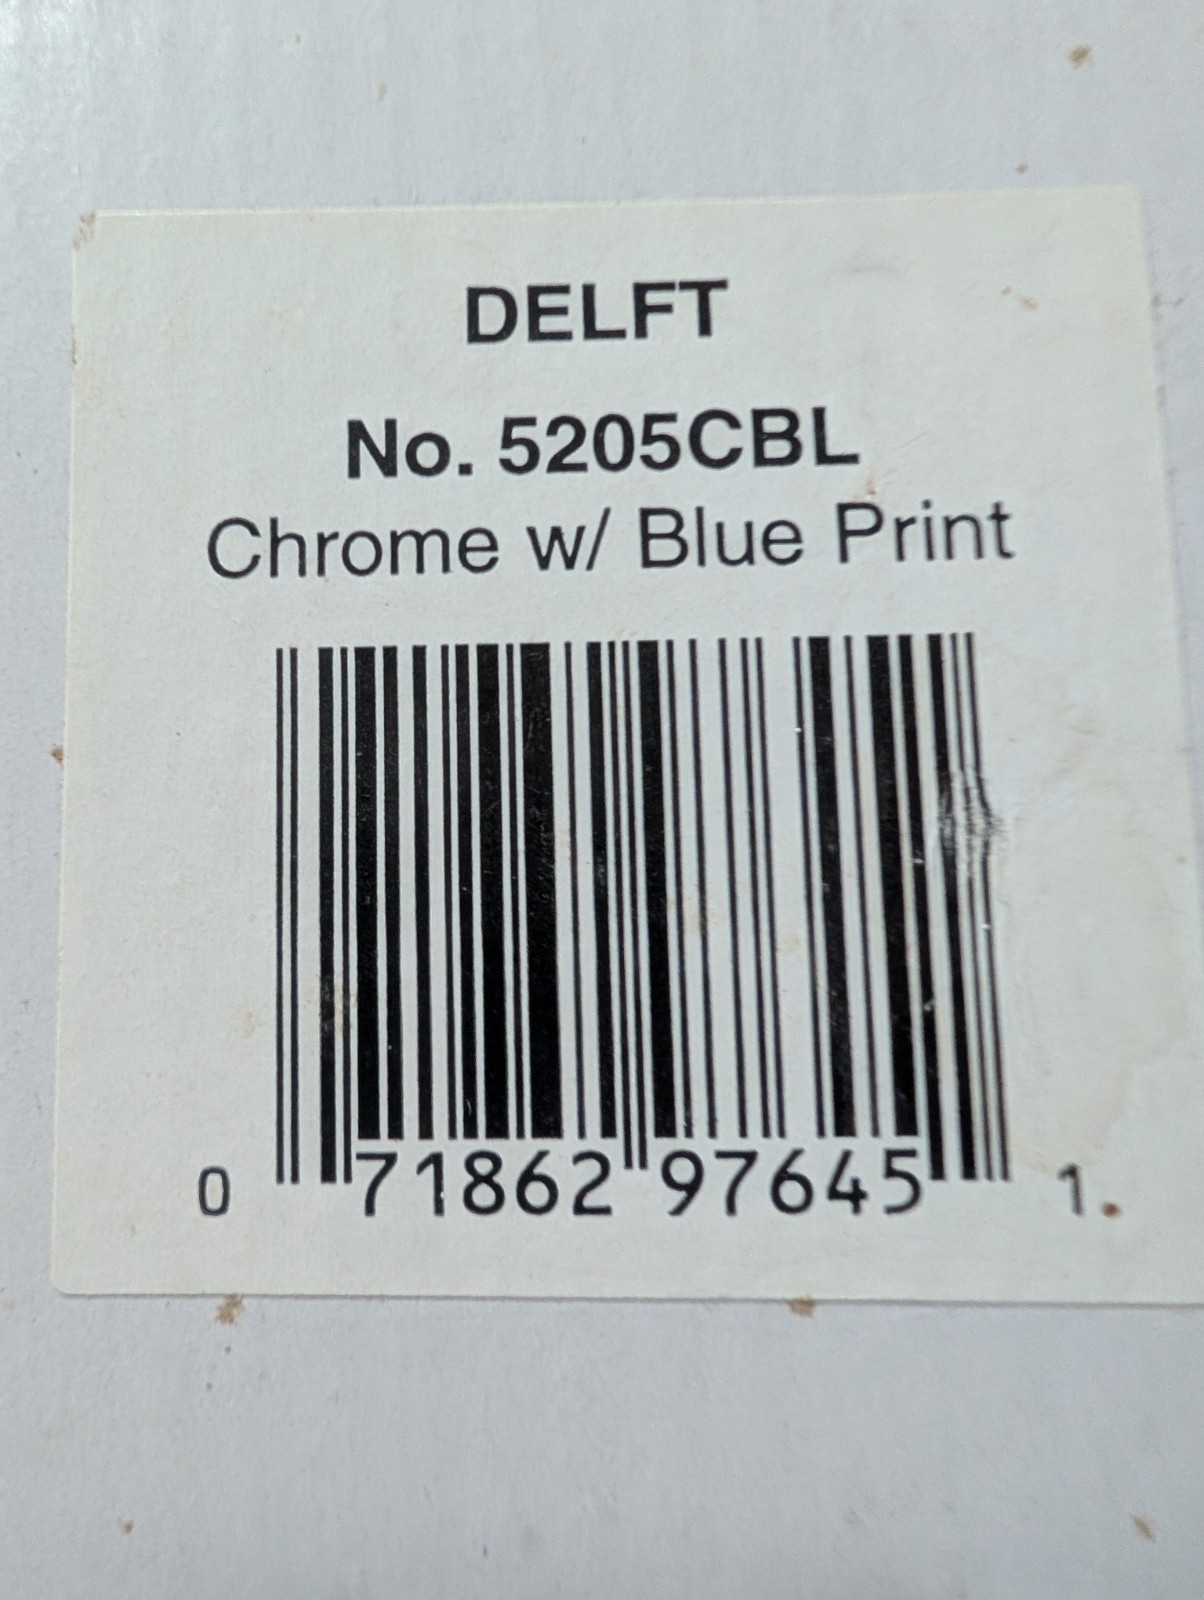 DELFT
No. 5205CBL
Chrome w/ Blue Print
0 71862 97645 1